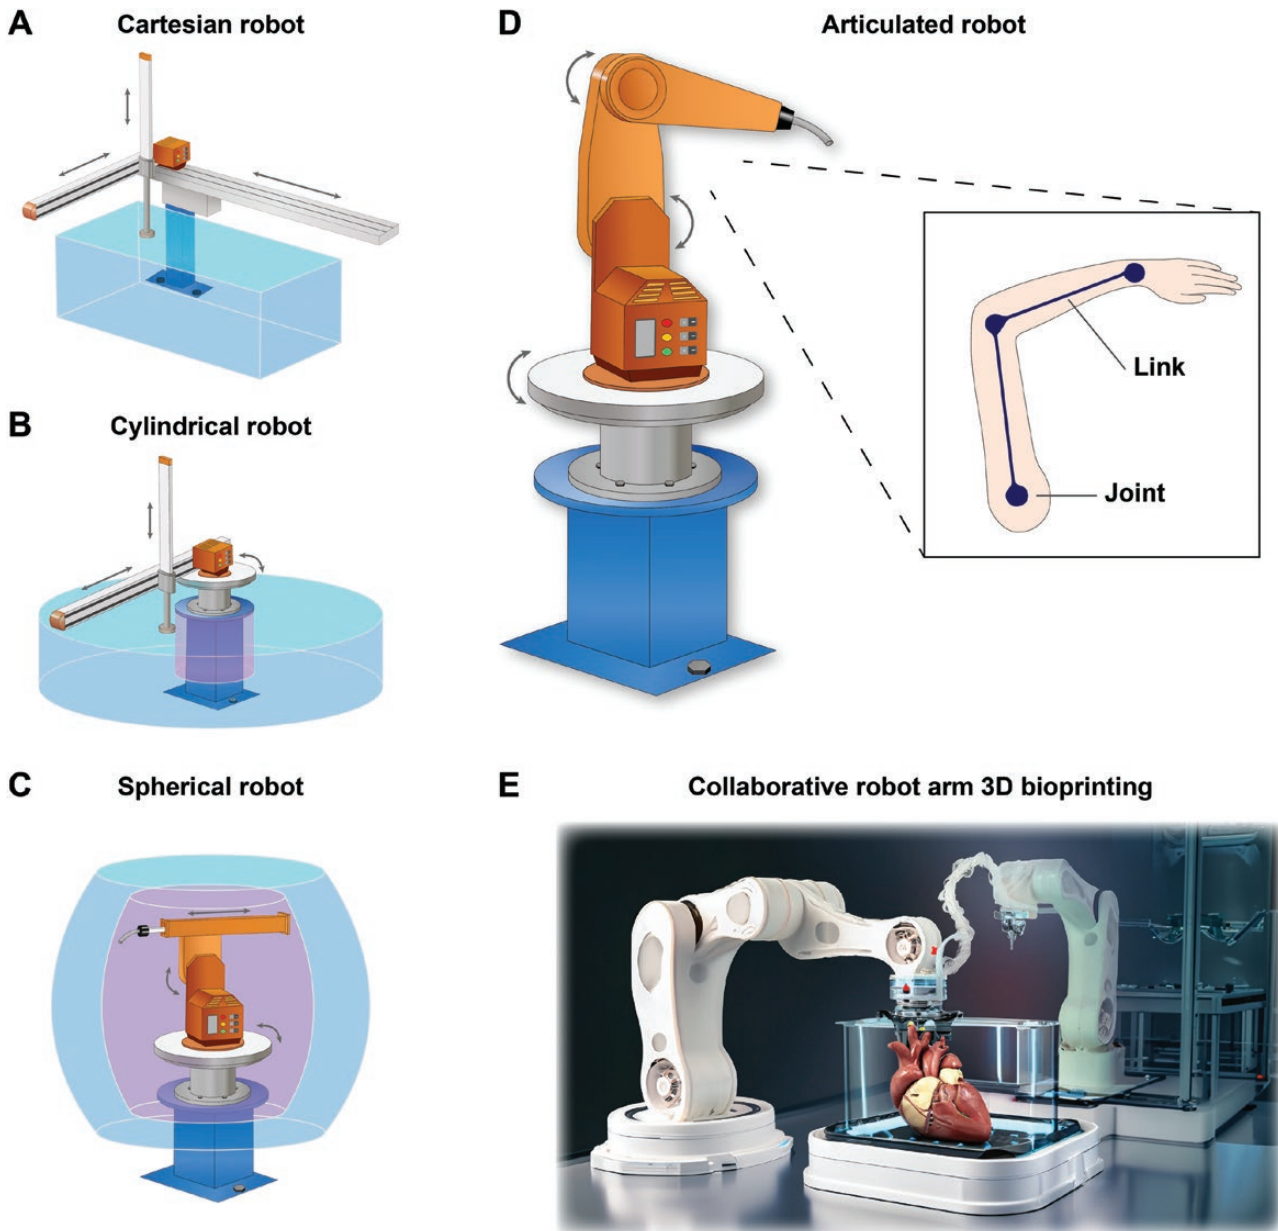 A
Cartesian robot
B
Cylindrical robot
C
Spherical robot
D
Articulated robot
Link
Joint
E
Collaborative robot arm 3D bioprinting